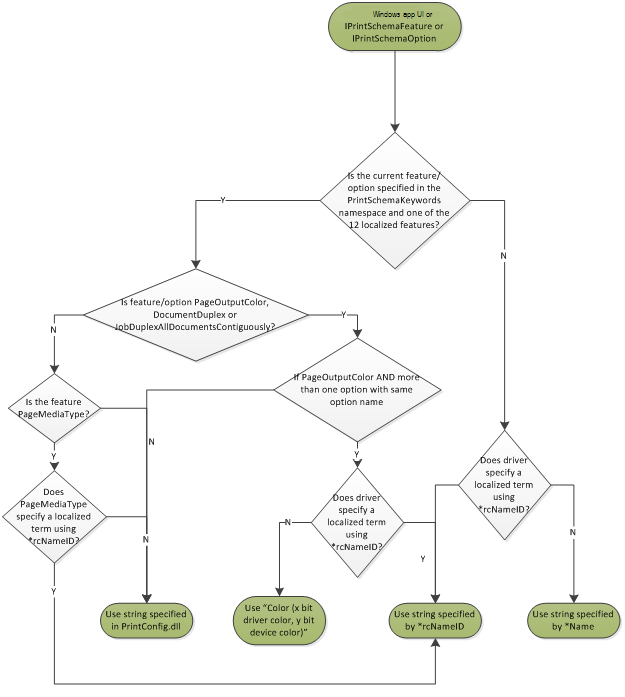 Windows app UI or
IPrintSchemaFeature or
IPrintSchemaOption
Is the current feature/
option specified in the
PrintSchemaKeywords
namespace and one of the
12 localized features?
Y
N
Is feature/option PageOutputColor,
DocumentDuplex or
JobDuplexAllDocumentsContiguously?
N
Y
If PageOutputColor AND more
than one option with same
option name
Is the feature
PageMediaType?
N
Y
Y
Does driver
specify a
localized term
using
*rcNameID?
Does
PageMediaType
specify a localized
term using
*rcNameID?
Does driver
specify a
localized term
using
*rcNameID?
N
N
N
Y
Y
Use string specified
in PrintConfig.dll
Use “Color (x bit
driver color, y bit
device color)”
Use string specified
by *rcNameID
Use string specified
by *Name